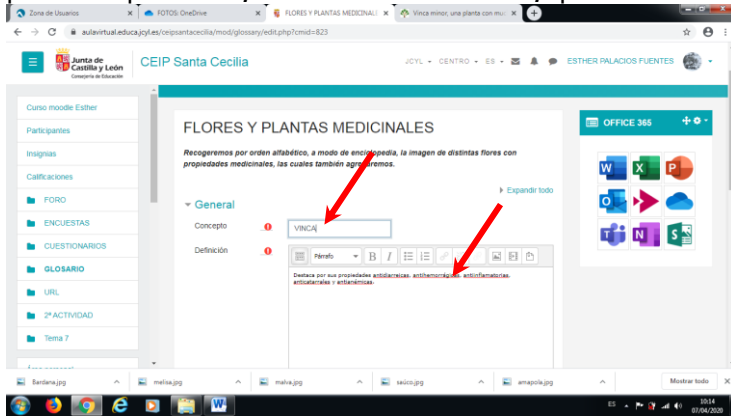 Zona de Usuarios
FOTOS: OneDrive
FLORES Y PLANTAS MEDICINALE
Vinca minor, una planta con muc
aulavirtual.educa.jcyl.es/ceipsantacecilia/mod/glossary/edit.php?cmid=823
Junta de
Castilla y León
Consejería de Educación
CEIP Santa Cecilia
JCYL CENTRO ES
ESTHER PALACIOS FUENTES
Curso moodle Esther
Participantes
Insignias
Calificaciones
FORO
ENCUESTAS
CUESTIONARIOS
GLOSARIO
URL
2ª ACTIVIDAD
Tema 7
FLORES Y PLANTAS MEDICINALES
Recogeremos por orden alfabético, a modo de enciclopedia, la imagen de distintas flores con
propiedades medicinales, las cuales también agregaremos.
Expandir todo
General
Concepto
VINCA
Definición
Párrafo
B I
Destaca por sus propiedades antidiarreicas, antihemorrágicas, antiinflamatorias,
anticatarrales y antianémicas.
OFFICE 365
W X P
O
N S
Bardana.jpg
melisa.jpg
malva.jpg
saúco.jpg
amapola.jpg
Mostrar todo
ES
10:14
07/04/2020